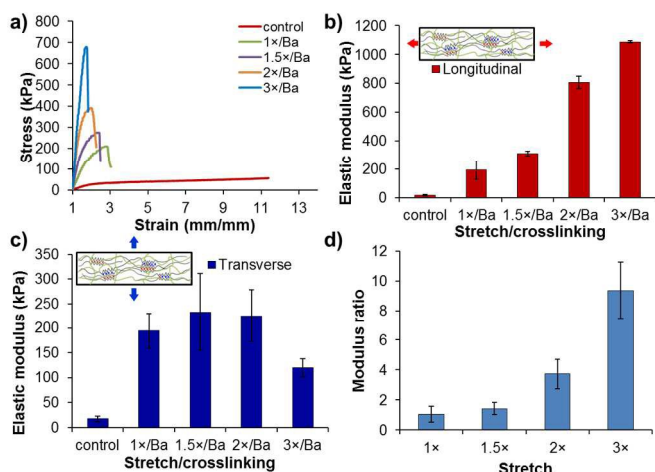 a)
800
700
600
500
400
300
200
100
0
Stress (kPa)
1 3 5 7 9 11 13
Strain (mm/mm)
control
1×/Ba
1.5×/Ba
2×/Ba
3×/Ba
b)
1200
1000
800
600
400
200
0
Elastic modulus (kPa)
Longitudinal
control 1×/Ba 1.5×/Ba 2×/Ba 3×/Ba
Stretch/crosslinking
c)
350
300
250
200
150
100
50
0
Elastic modulus (kPa)
Transverse
control 1×/Ba 1.5×/Ba 2×/Ba 3×/Ba
Stretch/crosslinking
d)
12
10
8
6
4
2
0
Modulus ratio
1× 1.5× 2× 3×
Stretch